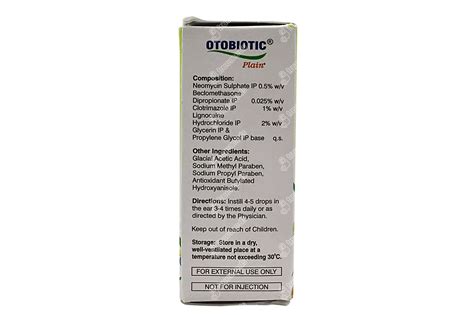 OTOBIOTIC®
Plain
Composition:
Neomycin Sulphate IP 0.5% w/v
Beclomethasone
Dipropionate IP 0.025% w/v
Clotrimazole IP 1% w/v
Lignocaine
Hydrochloride IP 2% w/v
Glycerin IP &
Propylene Glycol IP base q.s.
Other Ingredients:
Glacial Acetic Acid,
Sodium Methyl Paraben,
Sodium Propyl Paraben,
Antioxidant Butylated
Hydroxyanisole.
Directions: Instill 4-5 drops in
the ear 3-4 times daily or as
directed by the Physician.
Keep out of reach of Children.
Storage: Store in a dry,
well-ventilated place at a
temperature not exceeding 30°C.
FOR EXTERNAL USE ONLY
NOT FOR INJECTION